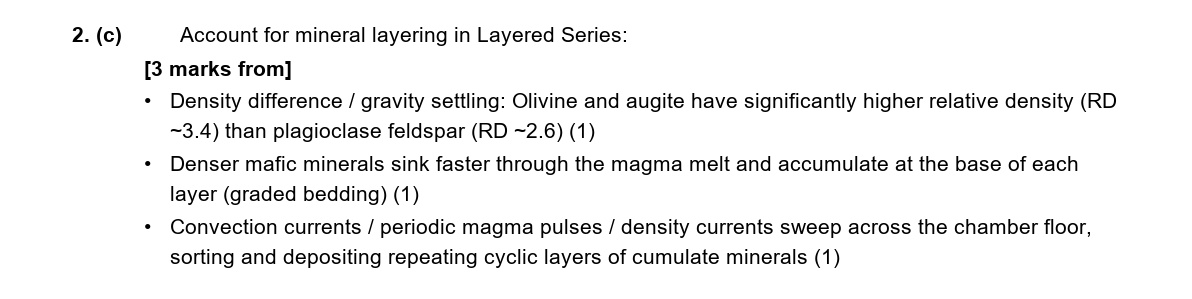 2. (c) Account for mineral layering in Layered Series:
[3 marks from]
• Density difference / gravity settling: Olivine and augite have significantly higher relative density (RD
~3.4) than plagioclase feldspar (RD ~2.6) (1)
• Denser mafic minerals sink faster through the magma melt and accumulate at the base of each
layer (graded bedding) (1)
• Convection currents / periodic magma pulses / density currents sweep across the chamber floor,
sorting and depositing repeating cyclic layers of cumulate minerals (1)